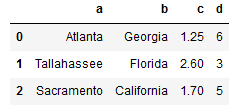 a b c d
0 Atlanta Georgia 1.25 6
1 Tallahassee Florida 2.60 3
2 Sacramento California 1.70 5